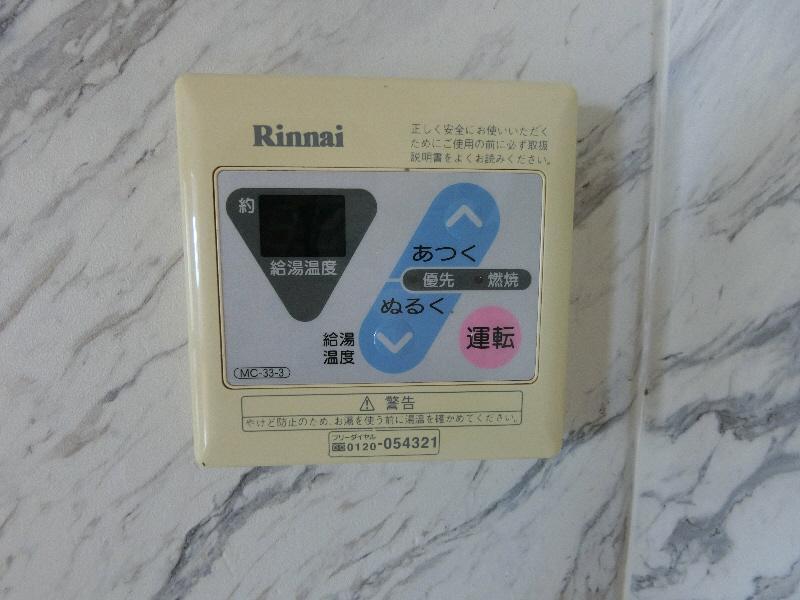 Rinnai
正しく安全にお使いいただく
ためにご使用の前に必ず取扱
説明書をよくお読みください。
約
給湯温度
あつく
優先 燃焼
ぬるく
給湯
温度
運転
MC-33-3
⚠ 警告
やけど防止のため、お湯を使う前に湯温を確かめてください。
フリーダイヤル
0120-054321